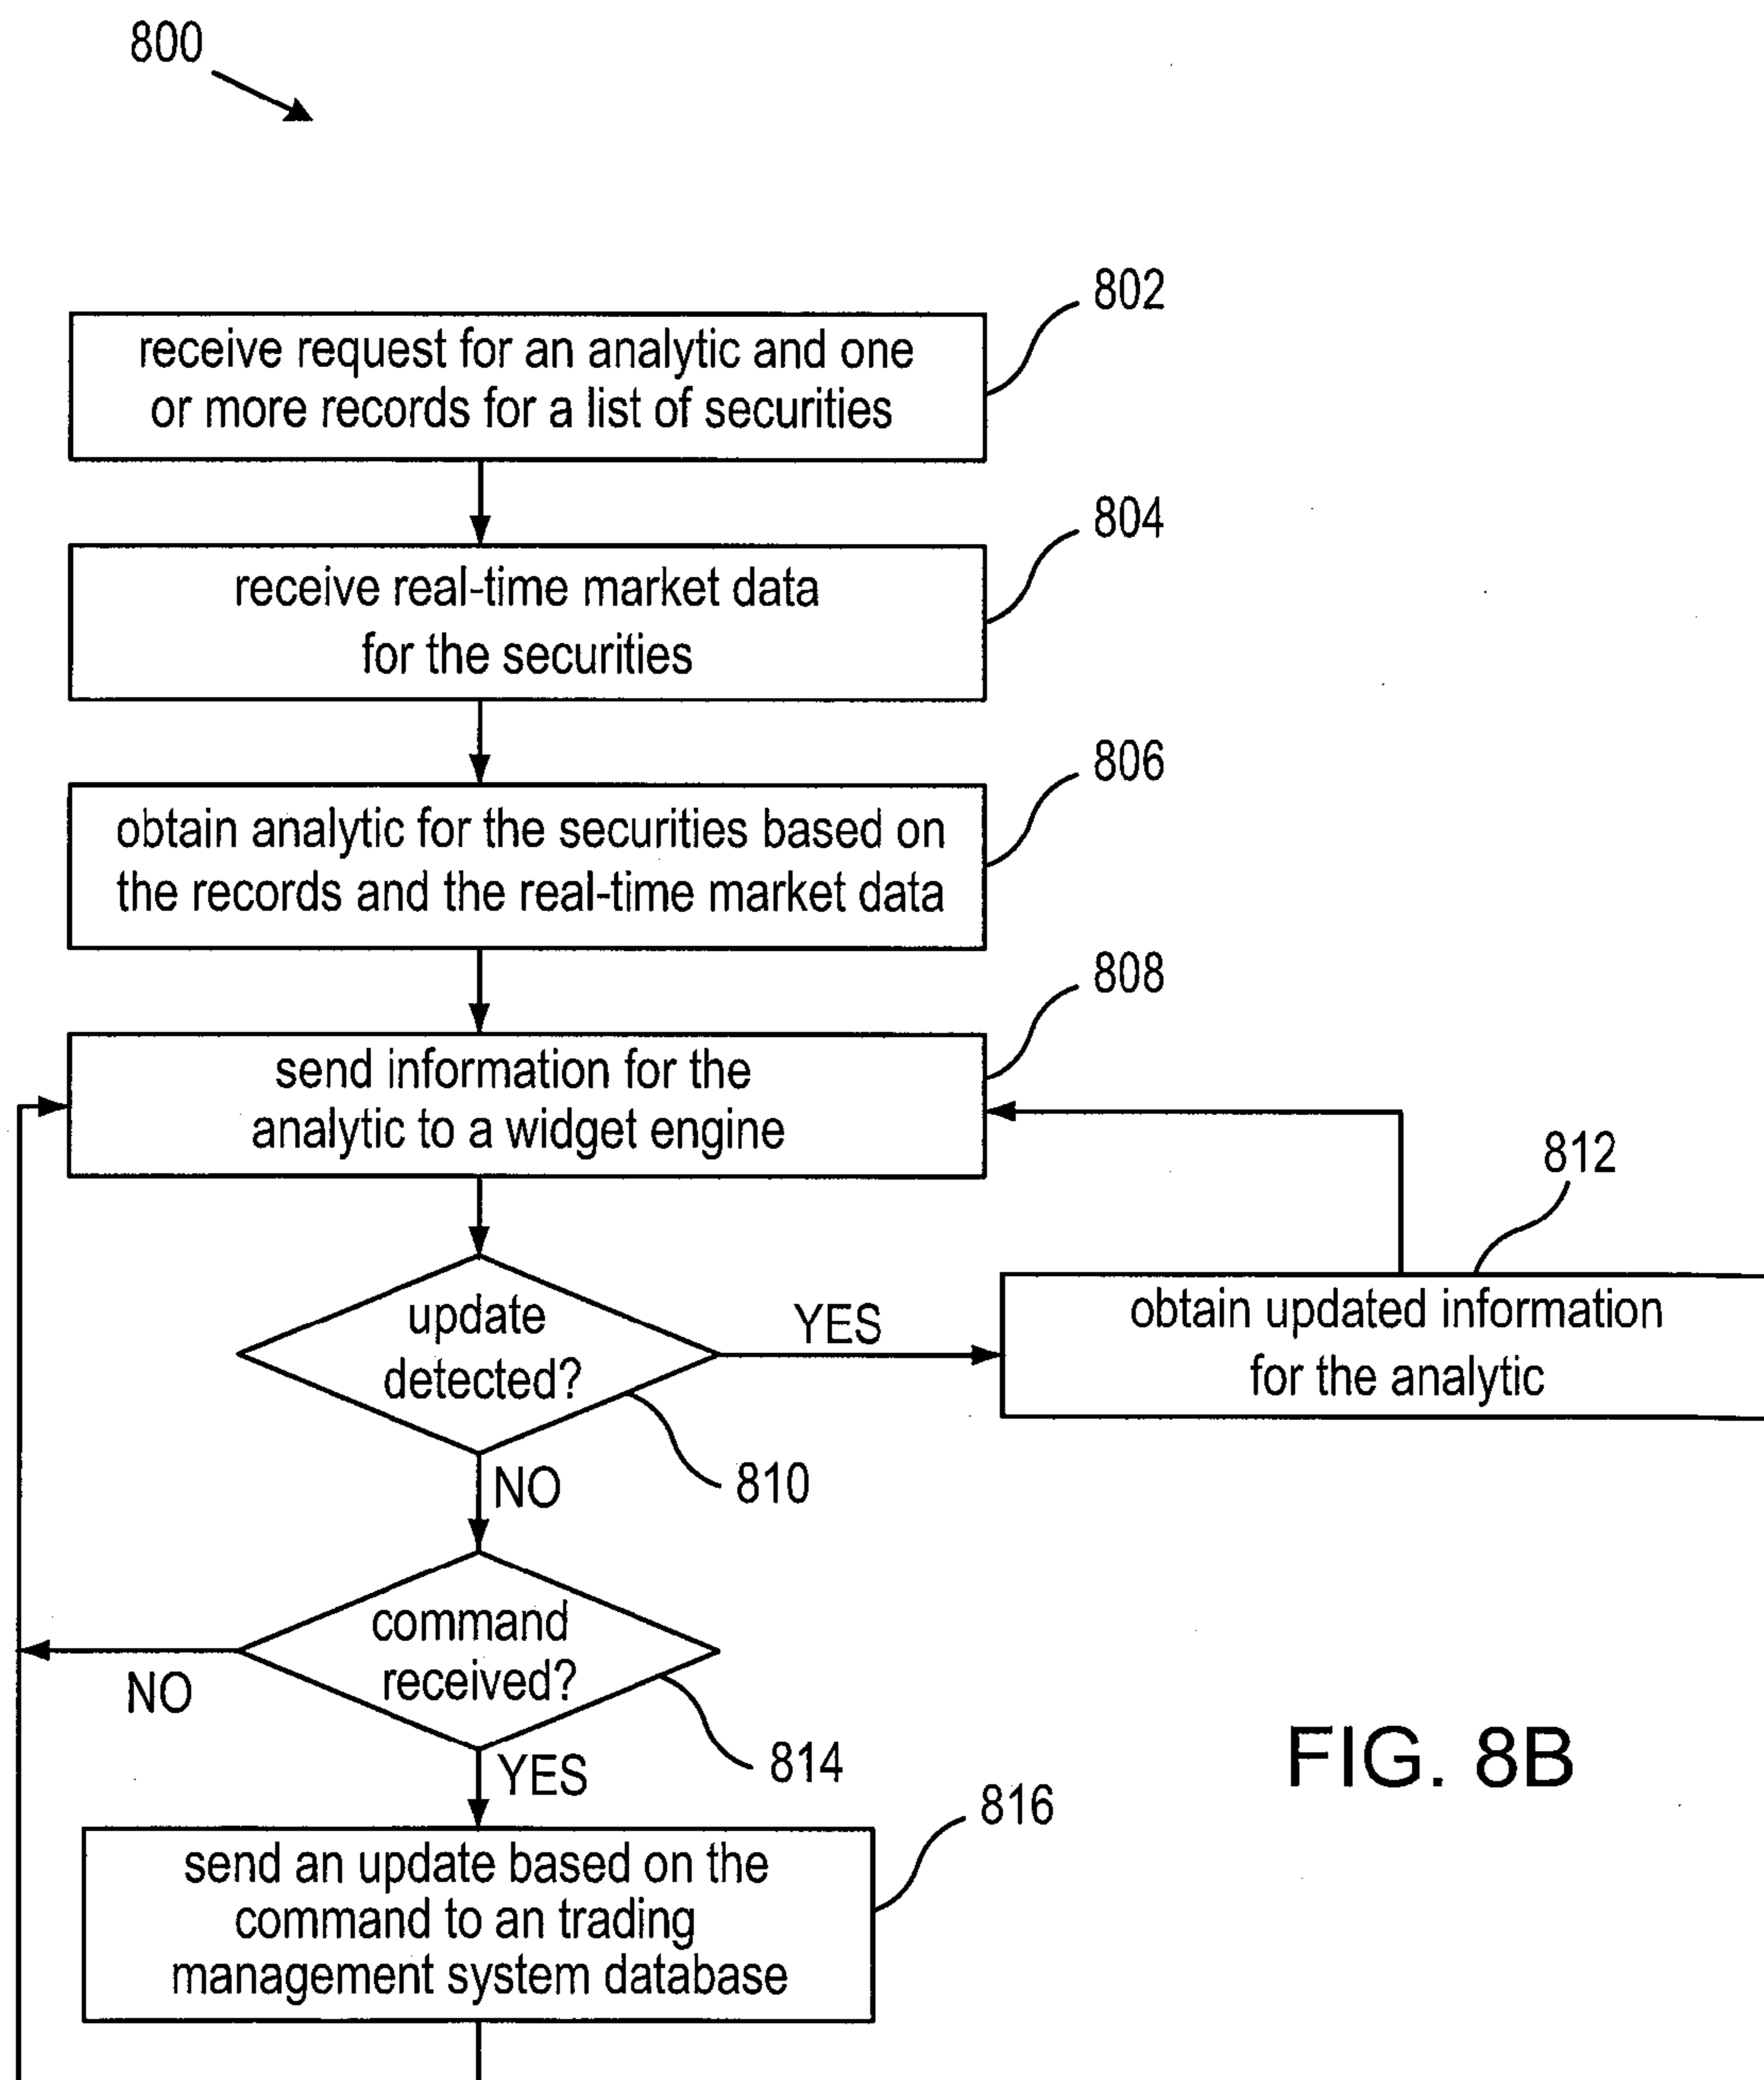 800
802
receive request for an analytic and one
or more records for a list of securities
804
receive real-time market data
for the securities
806
obtain analytic for the securities based on
the records and the real-time market data
808
send information for the
analytic to a widget engine
812
update
detected?
YES
obtain updated information
for the analytic
810
NO
command
received?
NO
814
YES
FIG. 8B
816
send an update based on the
command to an trading
management system database